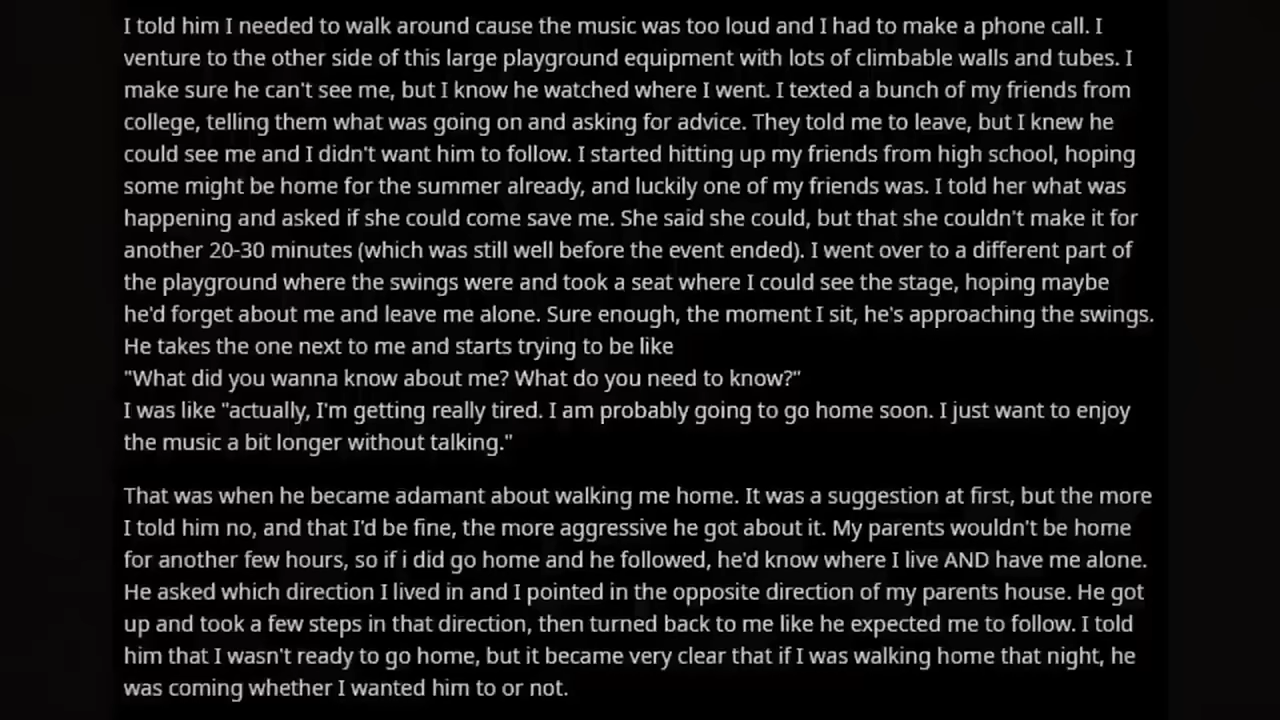 I told him I needed to walk around cause the music was too loud and I had to make a phone call. I
venture to the other side of this large playground equipment with lots of climbable walls and tubes. I
make sure he can't see me, but I know he watched where I went. I texted a bunch of my friends from
college, telling them what was going on and asking for advice. They told me to leave, but I knew he
could see me and I didn't want him to follow. I started hitting up my friends from high school, hoping
some might be home for the summer already, and luckily one of my friends was. I told her what was
happening and asked if she could come save me. She said she could, but that she couldn't make it for
another 20-30 minutes (which was still well before the event ended). I went over to a different part of
the playground where the swings were and took a seat where I could see the stage, hoping maybe
he'd forget about me and leave me alone. Sure enough, the moment I sit, he's approaching the swings.
He takes the one next to me and starts trying to be like
"What did you wanna know about me? What do you need to know?"
I was like "actually, I'm getting really tired. I am probably going to go home soon. I just want to enjoy
the music a bit longer without talking."
That was when he became adamant about walking me home. It was a suggestion at first, but the more
I told him no, and that I'd be fine, the more aggressive he got about it. My parents wouldn't be home
for another few hours, so if i did go home and he followed, he'd know where I live AND have me alone.
He asked which direction I lived in and I pointed in the opposite direction of my parents house. He got
up and took a few steps in that direction, then turned back to me like he expected me to follow. I told
him that I wasn't ready to go home, but it became very clear that if I was walking home that night, he
was coming whether I wanted him to or not.